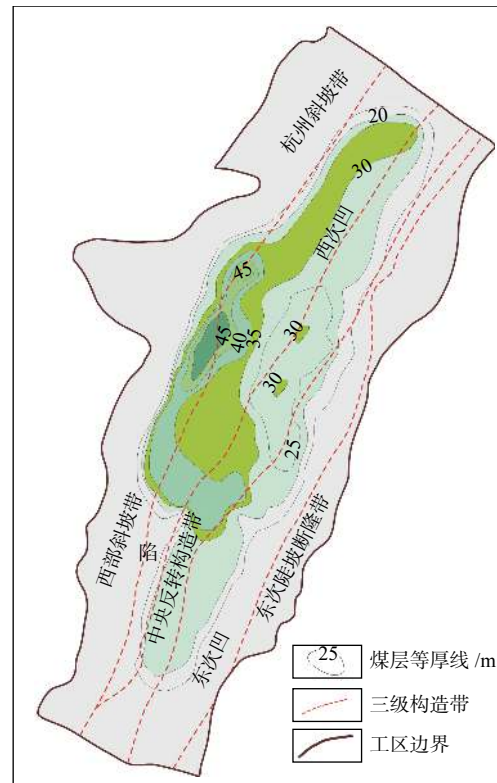 杭州斜坡带
20
30
西次凹
45
45
40
35
30
30
25
西部斜坡带
陷
中央反转构造带
东次陡坡断隆带
东次凹
25
煤层等厚线 /m
三级构造带
工区边界